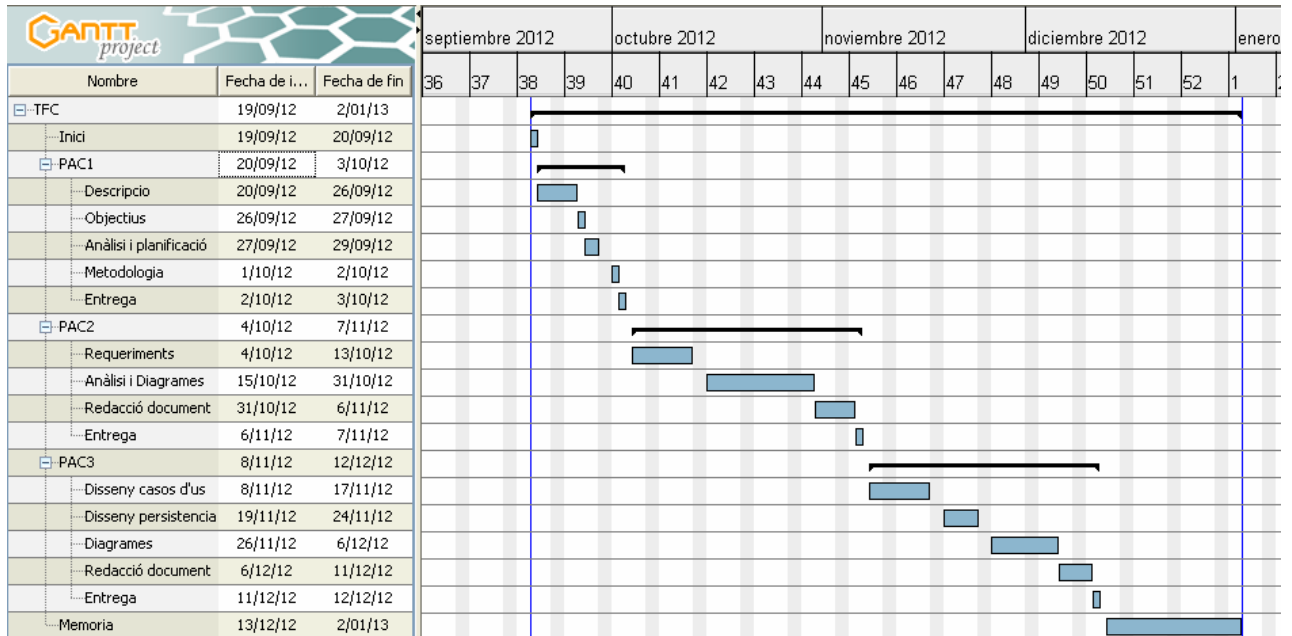 GANTT
project
septiembre 2012 octubre 2012 noviembre 2012 diciembre 2012 enero
Nombre Fecha de i... Fecha de fin 36 37 38 39 40 41 42 43 44 45 46 47 48 49 50 51 52 1
TFC 19/09/12 2/01/13
Inici 19/09/12 20/09/12
PAC1 20/09/12 3/10/12
Descripcio 20/09/12 26/09/12
Objectius 26/09/12 27/09/12
Anàlisi i planificació 27/09/12 29/09/12
Metodologia 1/10/12 2/10/12
Entrega 2/10/12 3/10/12
PAC2 4/10/12 7/11/12
Requeriments 4/10/12 13/10/12
Anàlisi i Diagrames 15/10/12 31/10/12
Redacció document 31/10/12 6/11/12
Entrega 6/11/12 7/11/12
PAC3 8/11/12 12/12/12
Disseny casos d'us 8/11/12 17/11/12
Disseny persistencia 19/11/12 24/11/12
Diagrames 26/11/12 6/12/12
Redacció document 6/12/12 11/12/12
Entrega 11/12/12 12/12/12
Memoria 13/12/12 2/01/13